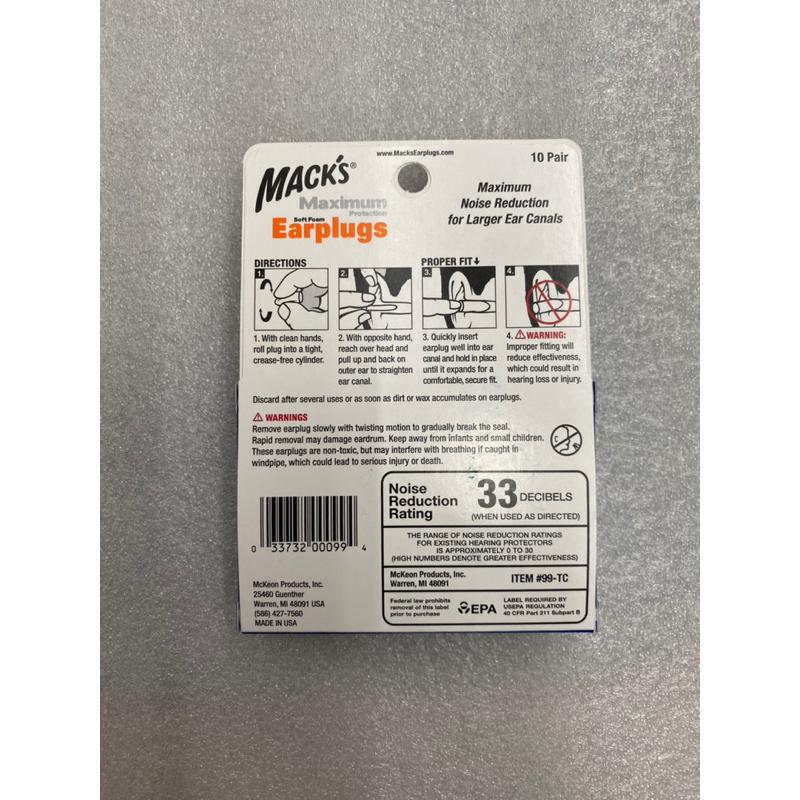 www.MacksEarplugs.com
10 Pair
MACK'S®
Maximum
Protection
Soft Foam
Earplugs
Maximum
Noise Reduction
for Larger Ear Canals
DIRECTIONS
PROPER FIT
1.
2.
3.
4.
1. With clean hands,
roll plug into a tight,
crease-free cylinder.
2. With opposite hand,
reach over head and
pull up and back on
outer ear to straighten
ear canal.
3. Quickly insert
earplug well into ear
canal and hold in place
until it expands for a
comfortable, secure fit.
4. ⚠WARNING:
Improper fitting will
reduce effectiveness,
which could result in
hearing loss or injury.
Discard after several uses or as soon as dirt or wax accumulates on earplugs.
⚠ WARNINGS
Remove earplug slowly with twisting motion to gradually break the seal.
Rapid removal may damage eardrum. Keep away from infants and small children.
These earplugs are non-toxic, but may interfere with breathing if caught in
windpipe, which could lead to serious injury or death.
0 33732 00099 4
McKeon Products, Inc.
25460 Guenther
Warren, MI 48091 USA
(586) 427-7560
MADE IN USA
Noise
Reduction
Rating
33 DECIBELS
(WHEN USED AS DIRECTED)
THE RANGE OF NOISE REDUCTION RATINGS
FOR EXISTING HEARING PROTECTORS
IS APPROXIMATELY 0 TO 30
(HIGH NUMBERS DENOTE GREATER EFFECTIVENESS)
McKeon Products, Inc.
Warren, MI 48091
ITEM #99-TC
Federal law prohibits
removal of this label
prior to purchase
EPA
LABEL REQUIRED BY
USEPA REGULATION
40 CFR Part 211 Subpart B